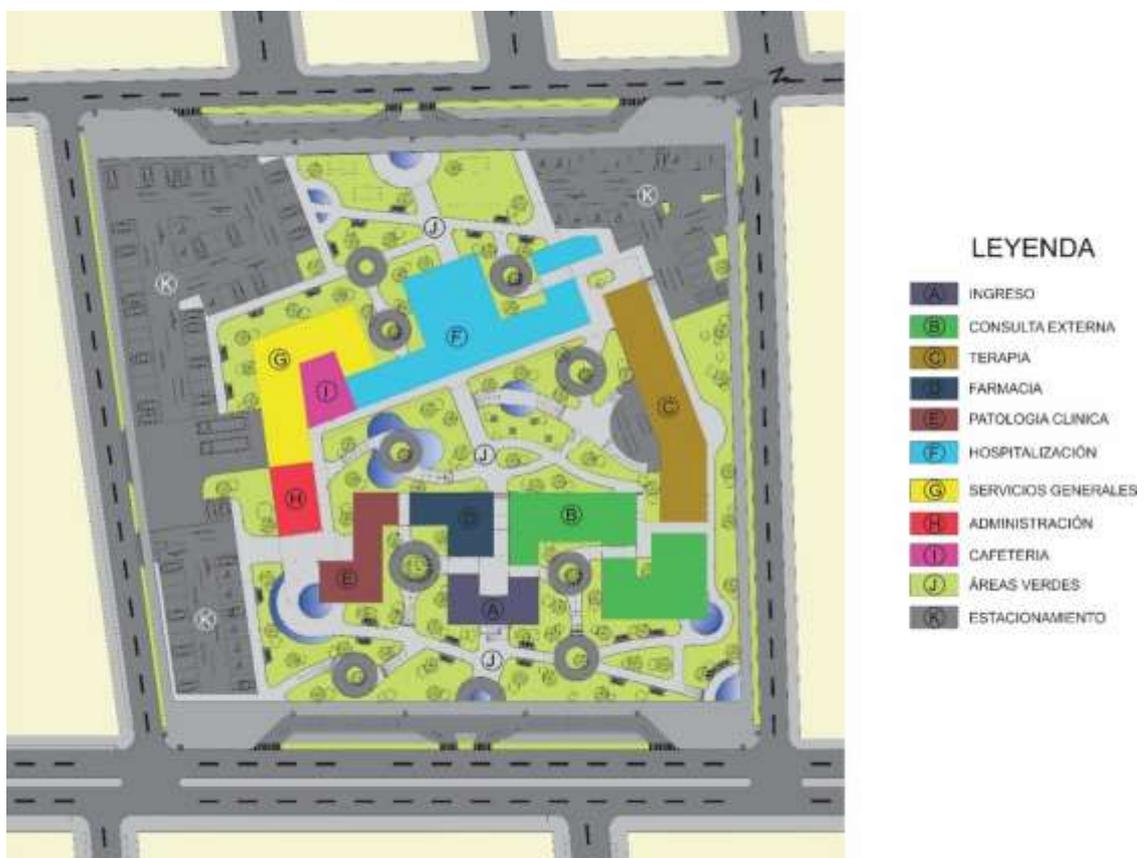 K
J
K
G
F
I
C
J
H
D
B
E
A
K
J
LEYENDA
A INGRESO
B CONSULTA EXTERNA
C TERAPIA
D FARMACIA
E PATOLOGIA CLINICA
F HOSPITALIZACIÓN
G SERVICIOS GENERALES
H ADMINISTRACIÓN
I CAFETERIA
J ÁREAS VERDES
K ESTACIONAMIENTO